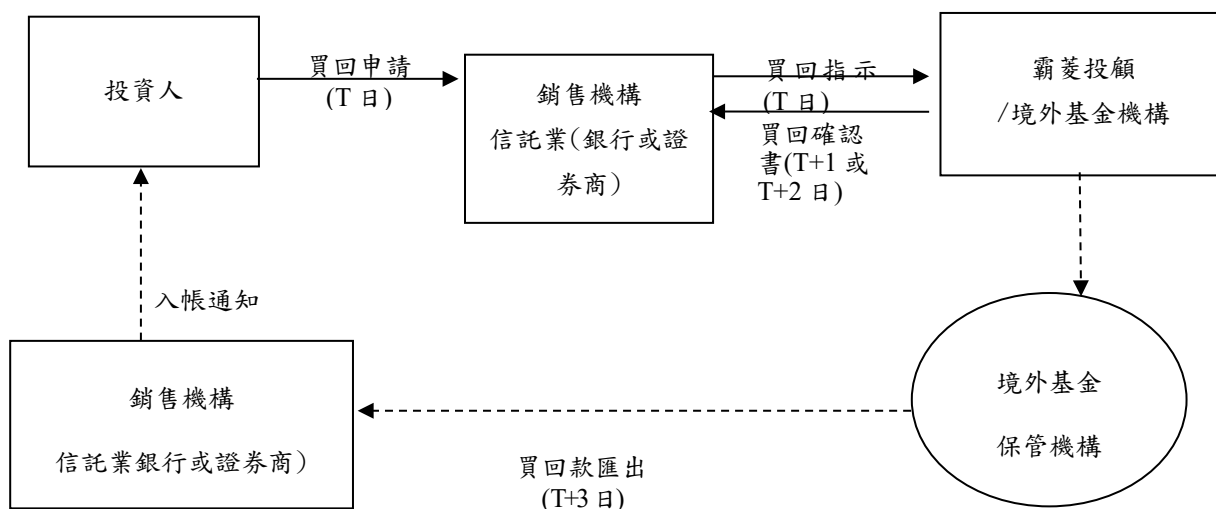 投資人
買回申請
(T 日)
銷售機構
信託業(銀行或證
券商)
買回指示
(T 日)
買回確認
書(T+1 或
T+2 日)
霸菱投顧
/境外基金機構
入帳通知
銷售機構
信託業銀行或證券商)
買回款匯出
(T+3 日)
境外基金
保管機構